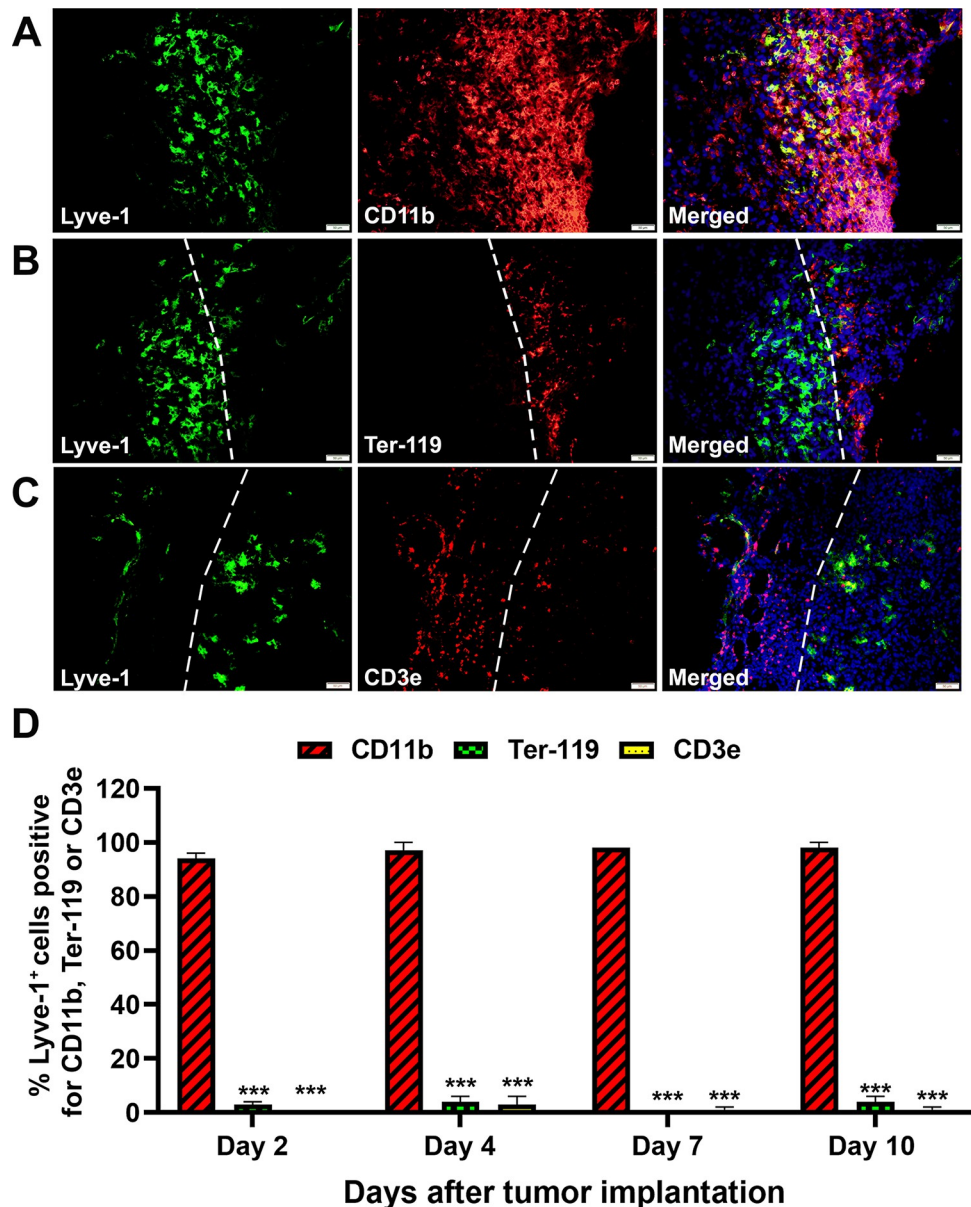 A
Lyve-1
CD11b
Merged
B
Lyve-1
Ter-119
Merged
C
Lyve-1
CD3e
Merged
D
CD11b Ter-119 CD3e
% Lyve-1⁺ cells positive
for CD11b, Ter-119 or CD3e
120
100
80
60
40
20
0
*** *** *** *** *** *** *** ***
Day 2 Day 4 Day 7 Day 10
Days after tumor implantation